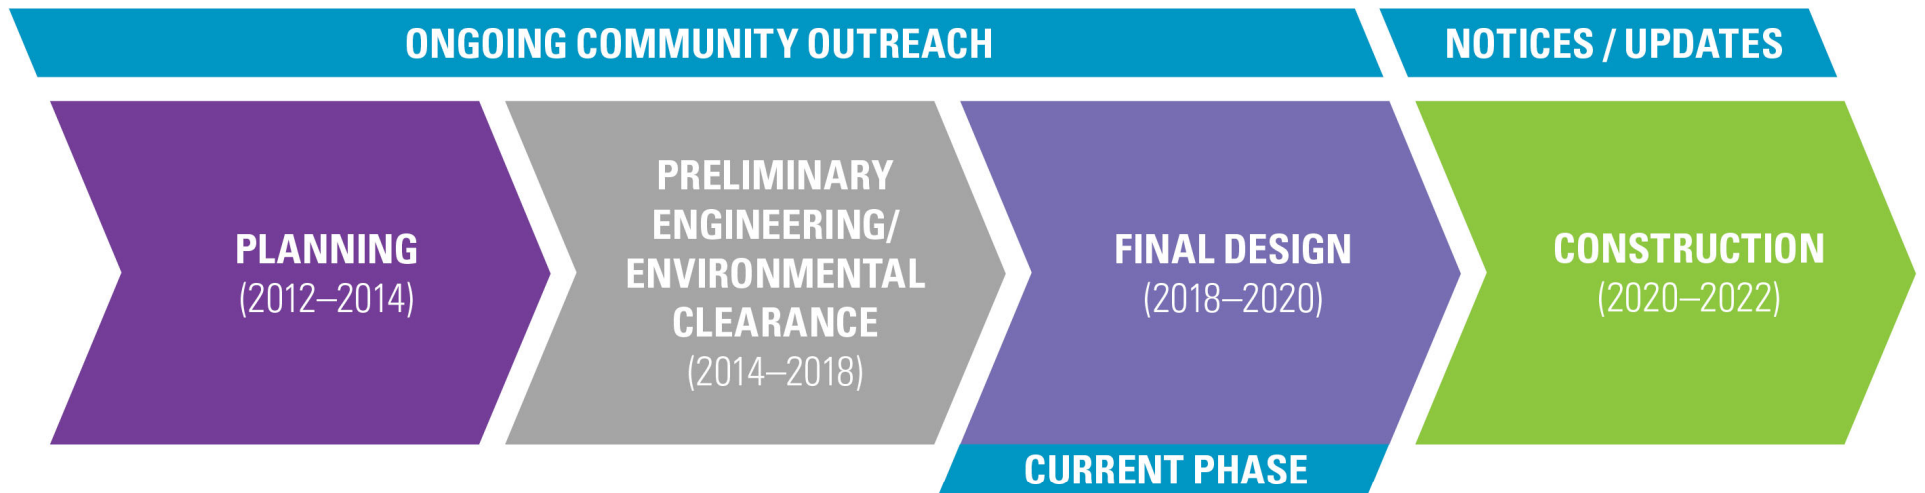 ONGOING COMMUNITY OUTREACH
NOTICES / UPDATES
PLANNING
(2012–2014)
PRELIMINARY
ENGINEERING/
ENVIRONMENTAL
CLEARANCE
(2014–2018)
FINAL DESIGN
(2018–2020)
CONSTRUCTION
(2020–2022)
CURRENT PHASE